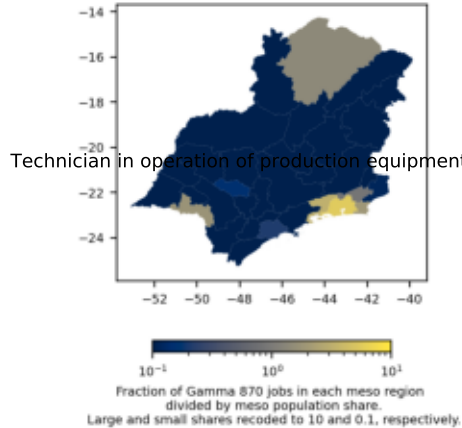 −14
−16
−18
−20
Technician in operation of production equipment
−22
−24
−52 −50 −48 −46 −44 −42 −40
10⁻¹ 10⁰ 10¹
Fraction of Gamma 870 jobs in each meso region
divided by meso population share.
Large and small shares recoded to 10 and 0.1, respectively.